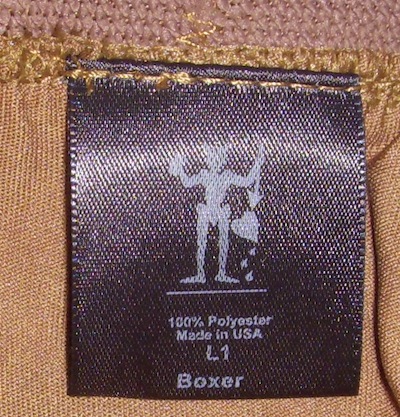 100% Polyester
Made in USA
L1
Boxer